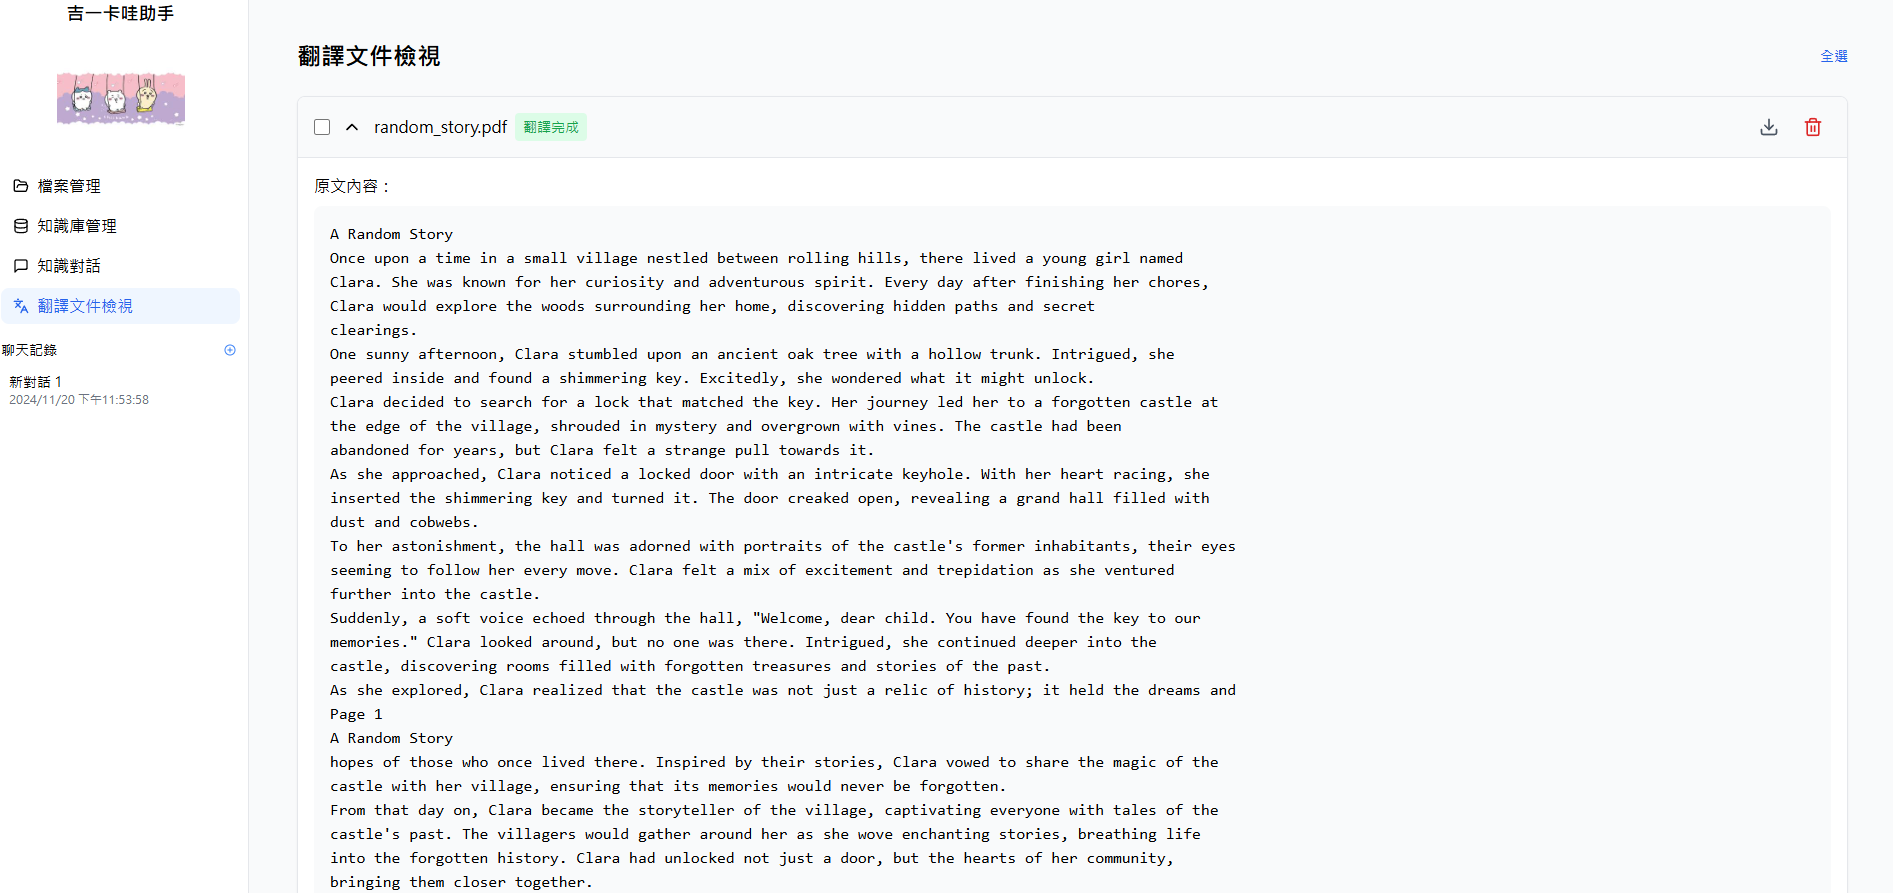 吉一卡哇助手
檔案管理
知識庫管理
知識對話
翻譯文件檢視
聊天記錄
新對話 1
2024/11/20 下午11:53:58
翻譯文件檢視
全選
random_story.pdf 翻譯完成
原文內容：
A Random Story
Once upon a time in a small village nestled between rolling hills, there lived a young girl named
Clara. She was known for her curiosity and adventurous spirit. Every day after finishing her chores,
Clara would explore the woods surrounding her home, discovering hidden paths and secret
clearings.
One sunny afternoon, Clara stumbled upon an ancient oak tree with a hollow trunk. Intrigued, she
peered inside and found a shimmering key. Excitedly, she wondered what it might unlock.
Clara decided to search for a lock that matched the key. Her journey led her to a forgotten castle at
the edge of the village, shrouded in mystery and overgrown with vines. The castle had been
abandoned for years, but Clara felt a strange pull towards it.
As she approached, Clara noticed a locked door with an intricate keyhole. With her heart racing, she
inserted the shimmering key and turned it. The door creaked open, revealing a grand hall filled with
dust and cobwebs.
To her astonishment, the hall was adorned with portraits of the castle's former inhabitants, their eyes
seeming to follow her every move. Clara felt a mix of excitement and trepidation as she ventured
further into the castle.
Suddenly, a soft voice echoed through the hall, "Welcome, dear child. You have found the key to our
memories." Clara looked around, but no one was there. Intrigued, she continued deeper into the
castle, discovering rooms filled with forgotten treasures and stories of the past.
As she explored, Clara realized that the castle was not just a relic of history; it held the dreams and
Page 1
A Random Story
hopes of those who once lived there. Inspired by their stories, Clara vowed to share the magic of the
castle with her village, ensuring that its memories would never be forgotten.
From that day on, Clara became the storyteller of the village, captivating everyone with tales of the
castle's past. The villagers would gather around her as she wove enchanting stories, breathing life
into the forgotten history. Clara had unlocked not just a door, but the hearts of her community,
bringing them closer together.